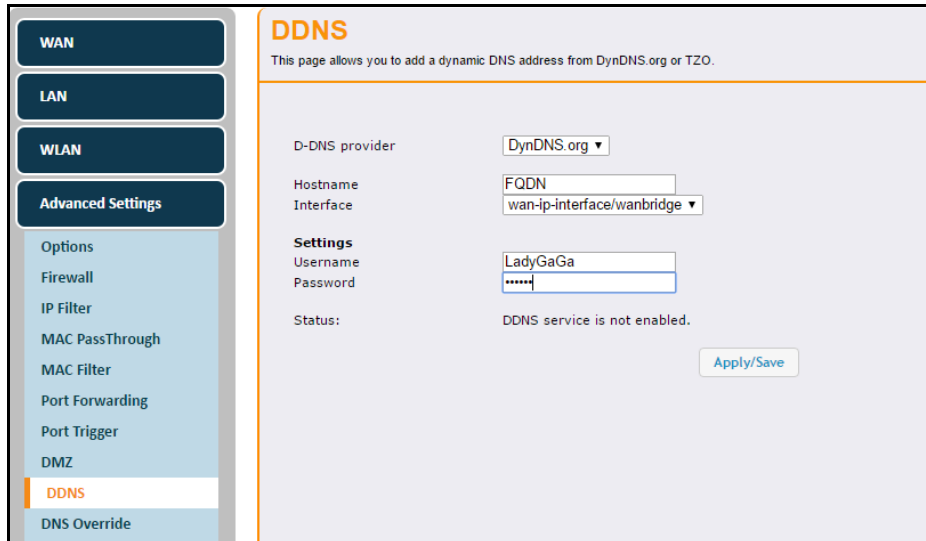 WAN
LAN
WLAN
Advanced Settings
Options
Firewall
IP Filter
MAC PassThrough
MAC Filter
Port Forwarding
Port Trigger
DMZ
DDNS
DNS Override
DDNS
This page allows you to add a dynamic DNS address from DynDNS.org or TZO.
D-DNS provider DynDNS.org
Hostname FQDN
Interface wan-ip-interface/wanbridge
Settings
Username LadyGaGa
Password ••••••
Status: DDNS service is not enabled.
Apply/Save